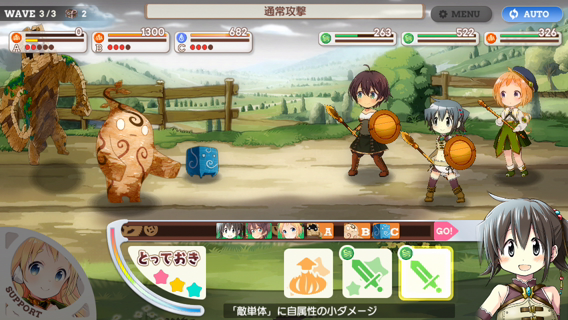 WAVE 3/3 2
通常攻撃
MENU
AUTO
0
1300
682
263
522
326
A
B
C
A
B
C
GO!
とっておき
SUPPORT
「敵単体」に自属性の小ダメージ